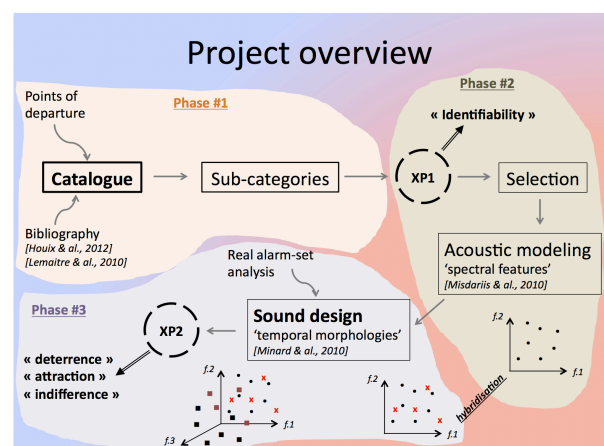 Project overview
Points of
departure
Phase #1
Catalogue
Sub-categories
Bibliography
[Houix & al., 2012]
[Lemaitre & al., 2010]
Phase #2
« Identifiability »
XP1
Selection
Acoustic modeling
'spectral features'
[Misdariis & al., 2010]
f.2
f.1
hybridisation
Real alarm-set
analysis
Sound design
'temporal morphologies'
[Minard & al., 2010]
Phase #3
XP2
« deterrence »
« attraction »
« indifference »
f.2
x
x
x
x
x
f.1
f.3
f.2
x
x
x
x
x
f.1